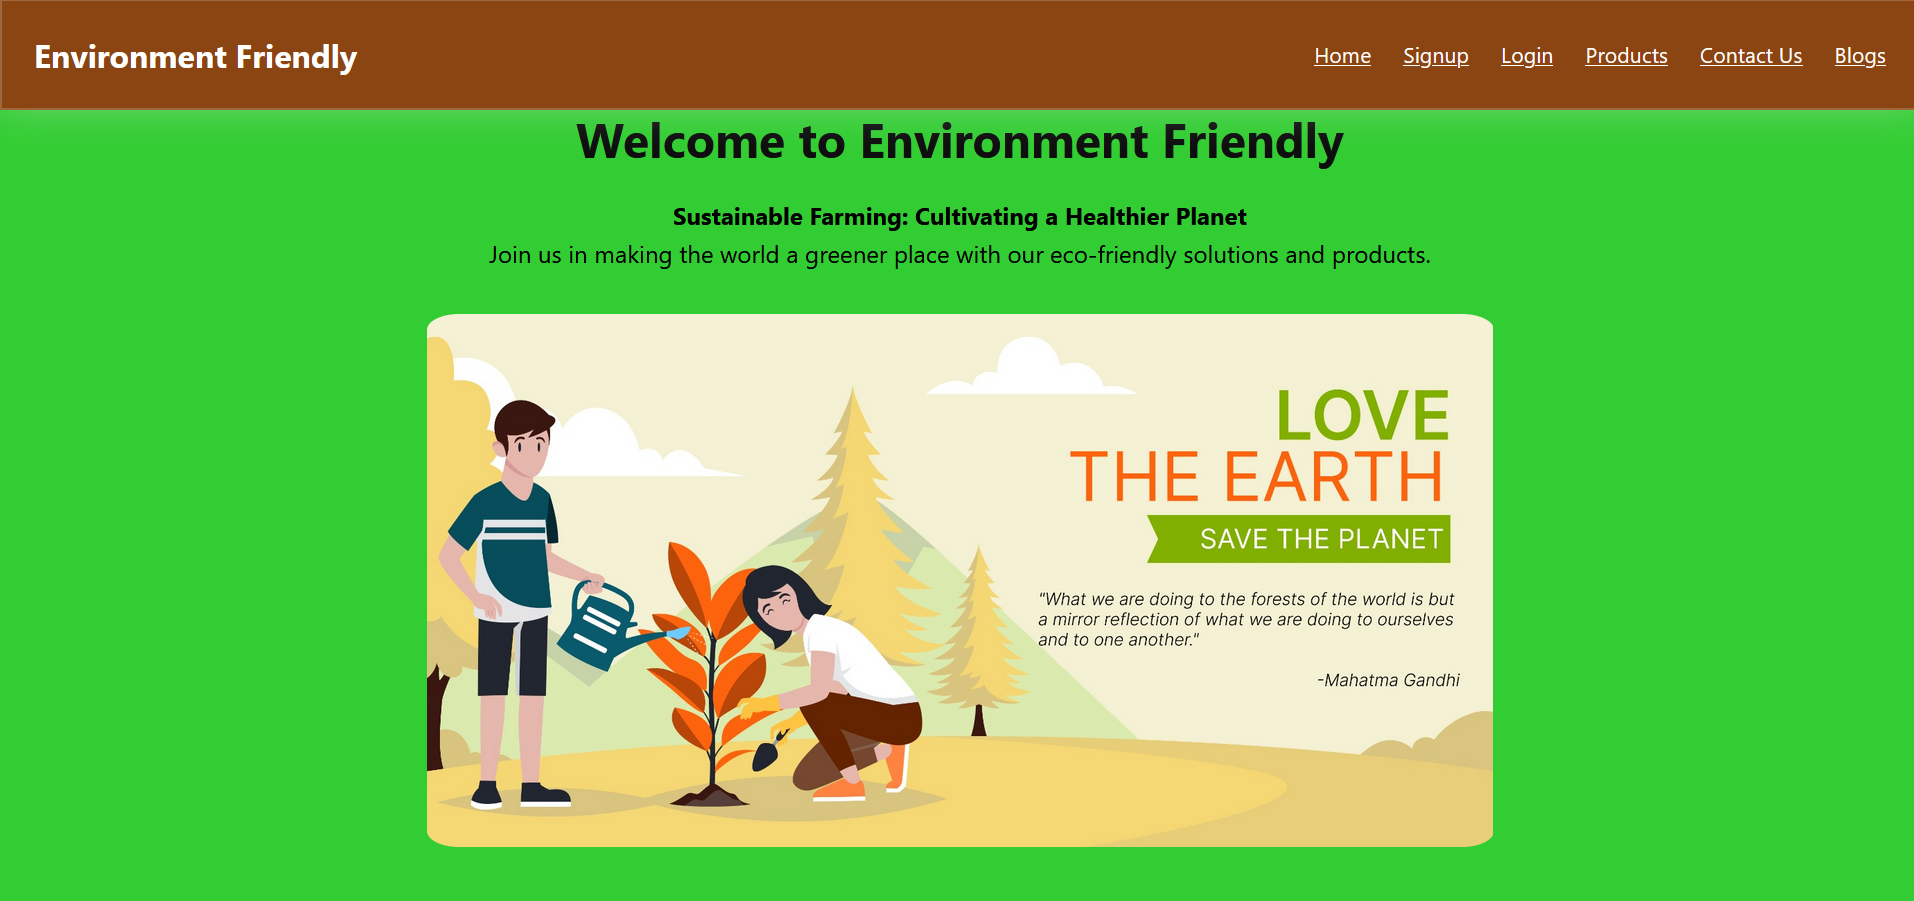 Environment Friendly
Home Signup Login Products Contact Us Blogs
Welcome to Environment Friendly
Sustainable Farming: Cultivating a Healthier Planet
Join us in making the world a greener place with our eco-friendly solutions and products.
LOVE
THE EARTH
SAVE THE PLANET
"What we are doing to the forests of the world is but
a mirror reflection of what we are doing to ourselves
and to one another."
-Mahatma Gandhi